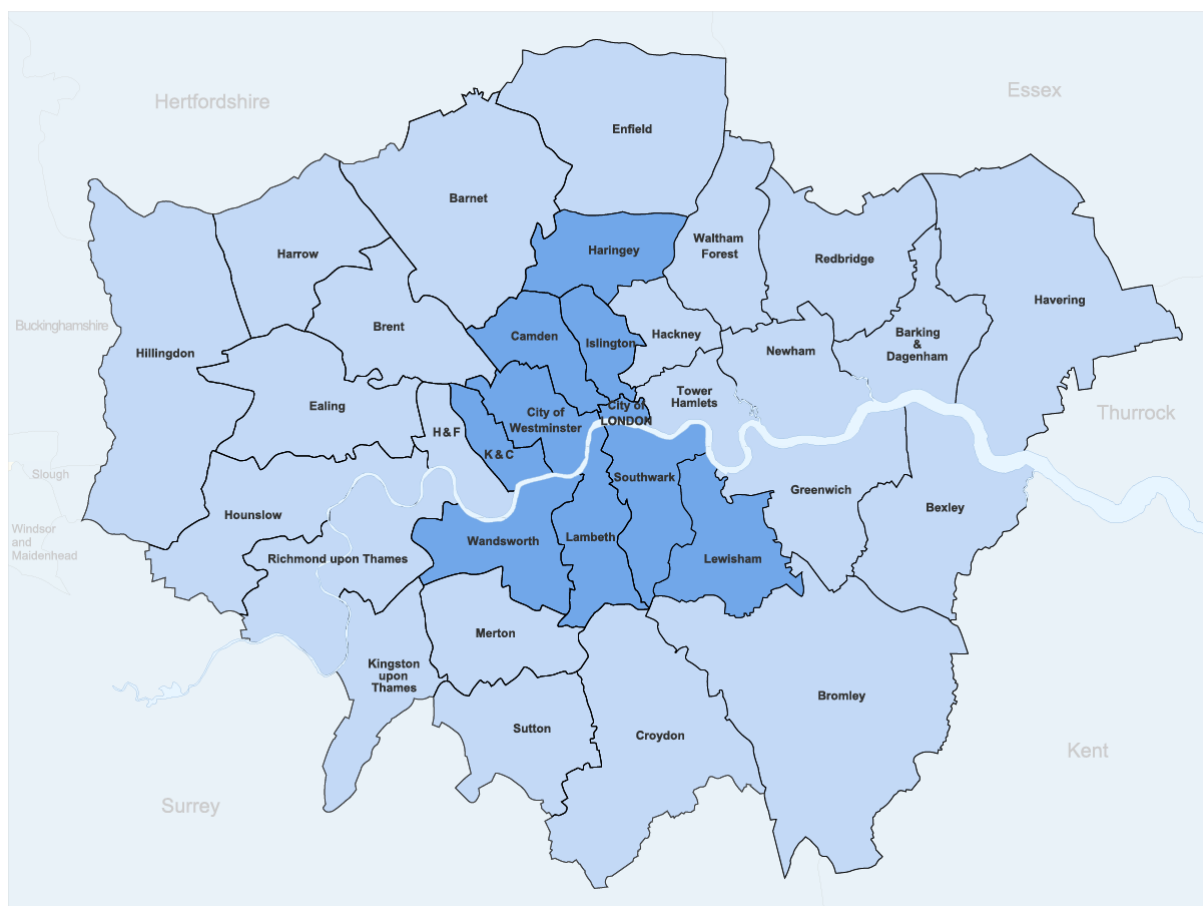 Hertfordshire
Essex
Enfield
Barnet
Haringey
Waltham
Forest
Redbridge
Harrow
Havering
Buckinghamshire
Brent
Camden
Islington
Hackney
Newham
Barking
&
Dagenham
Hillingdon
Ealing
City of
Westminster
City of
LONDON
Tower
Hamlets
Thurrock
H & F
K & C
Slough
Southwark
Greenwich
Bexley
Hounslow
Windsor
and
Maidenhead
Richmond upon Thames
Wandsworth
Lambeth
Lewisham
Merton
Kingston
upon
Thames
Sutton
Croydon
Bromley
Surrey
Kent